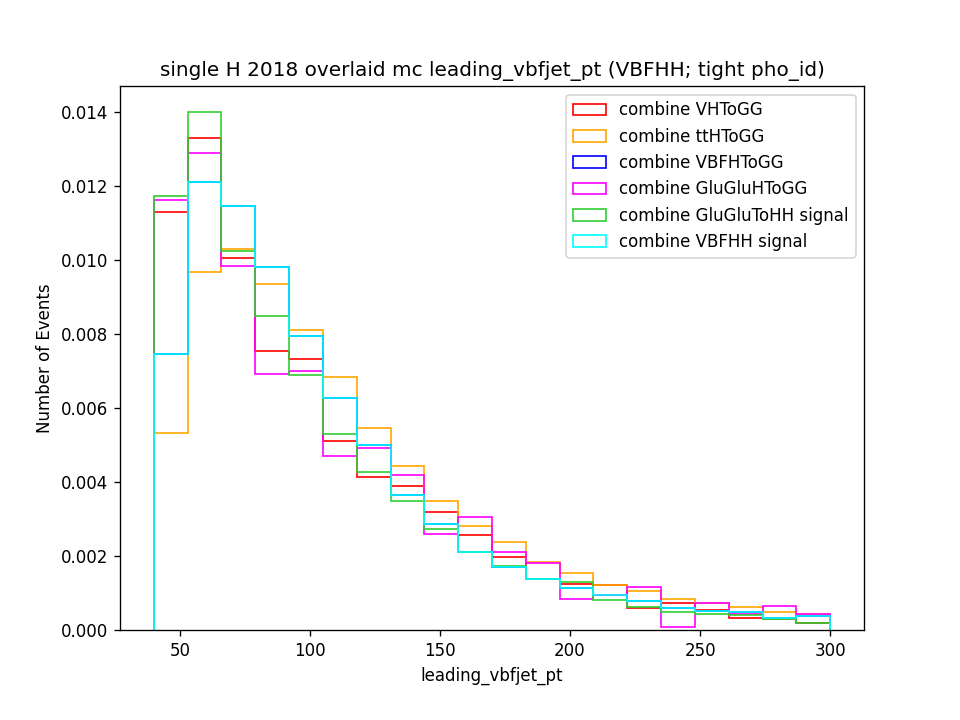 single H 2018 overlaid mc leading_vbfjet_pt (VBFHH; tight pho_id)
combine VHToGG
combine ttHToGG
combine VBFHToGG
combine GluGluHToGG
combine GluGluToHH signal
combine VBFHH signal
Number of Events
0.014
0.012
0.010
0.008
0.006
0.004
0.002
0.000
50 100 150 200 250 300
leading_vbfjet_pt